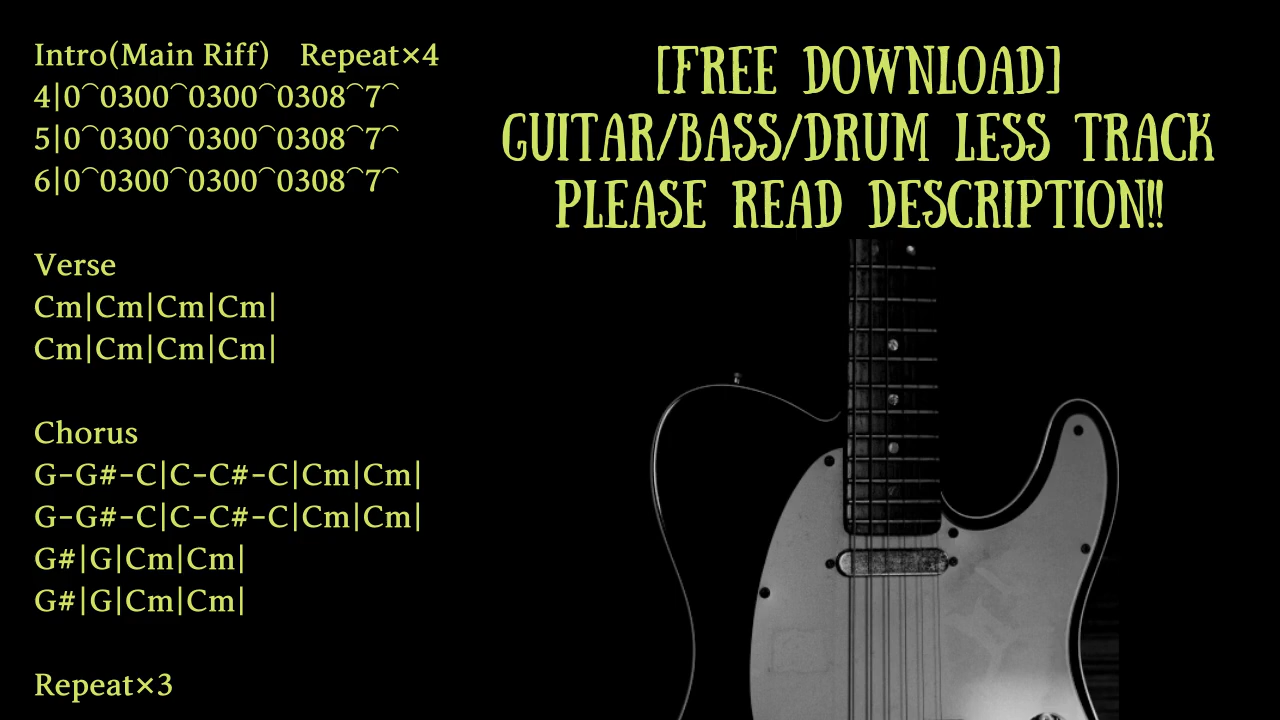 Intro(Main Riff) Repeat×4
4|0⌒0300⌒0300⌒0308⌒7⌒
5|0⌒0300⌒0300⌒0308⌒7⌒
6|0⌒0300⌒0300⌒0308⌒7⌒
Verse
Cm|Cm|Cm|Cm|
Cm|Cm|Cm|Cm|
Chorus
G-G#-C|C-C#-C|Cm|Cm|
G-G#-C|C-C#-C|Cm|Cm|
G#|G|Cm|Cm|
G#|G|Cm|Cm|
Repeat×3
[FREE DOWNLOAD]
GUITAR/BASS/DRUM LESS TRACK
PLEASE READ DESCRIPTION!!